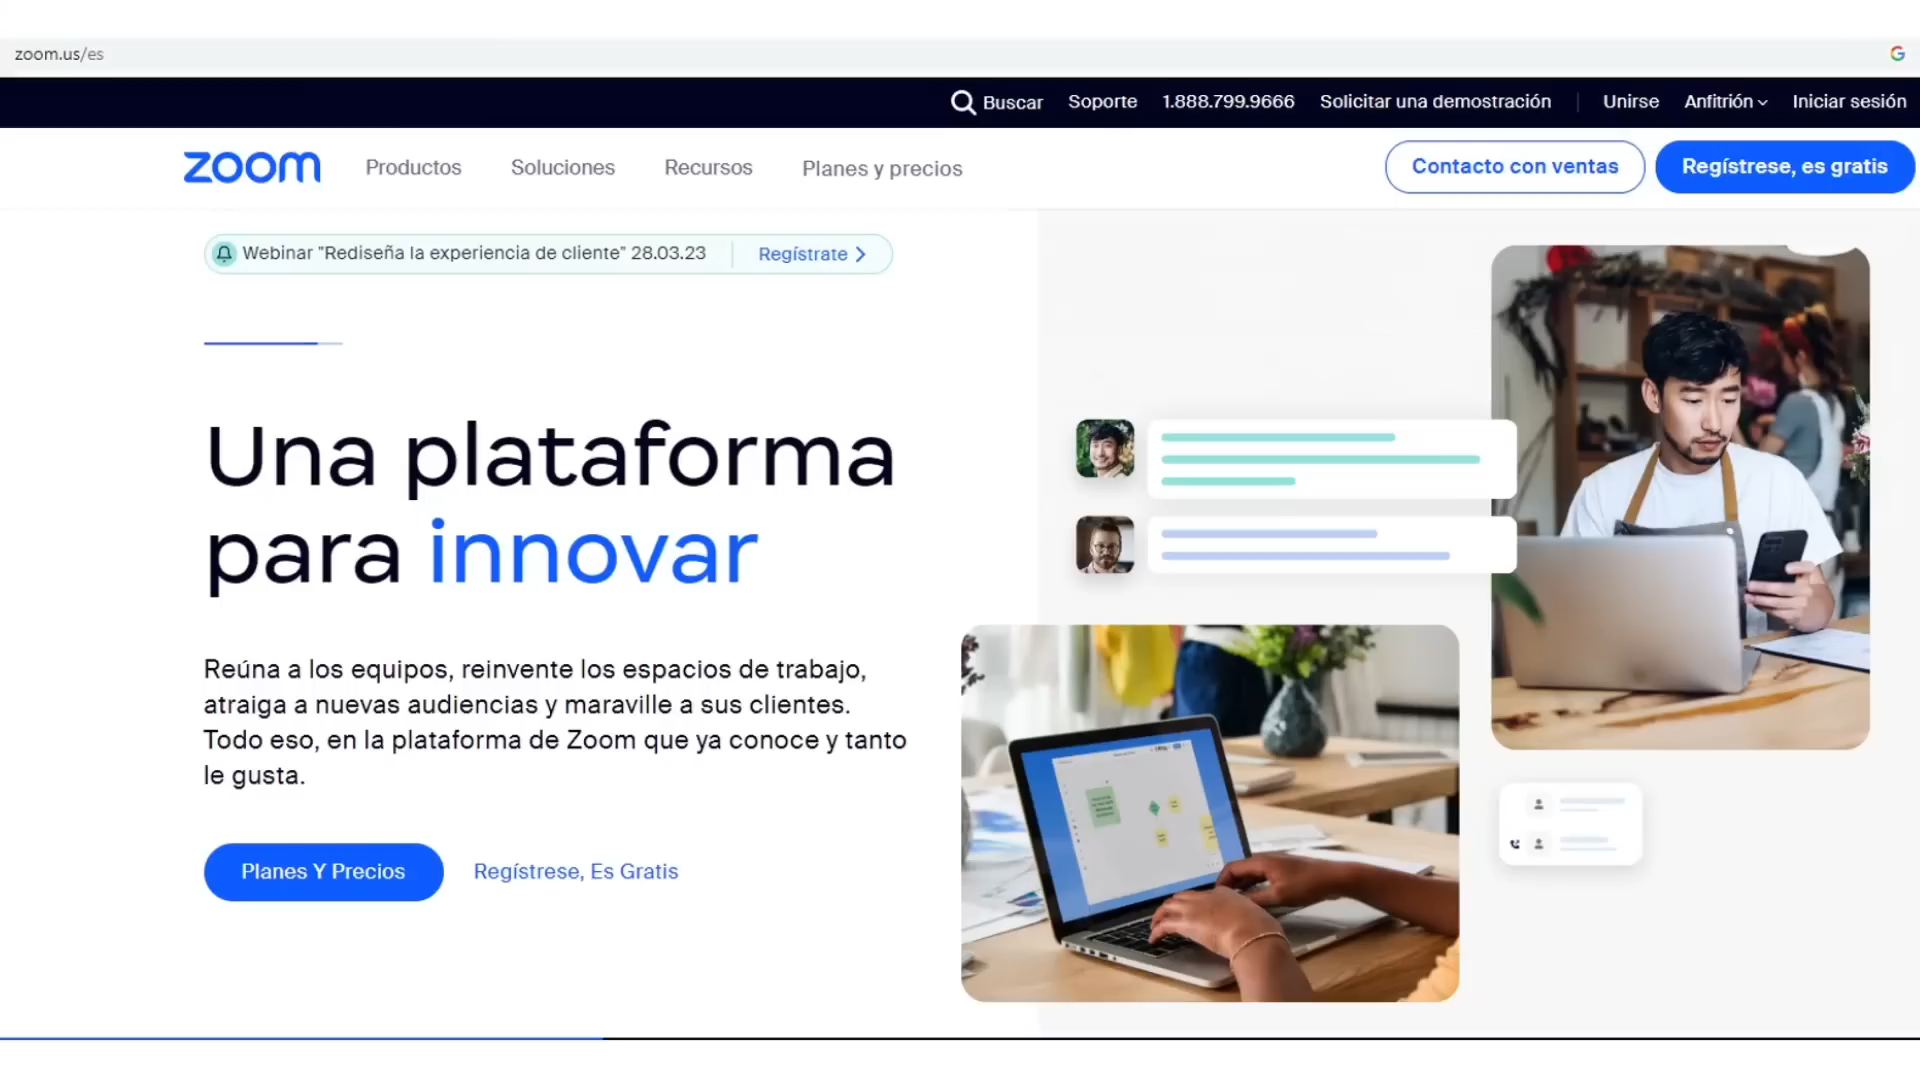 zoom.us/es
Buscar Soporte 1.888.799.9666 Solicitar una demostración Unirse Anfitrión Iniciar sesión
zoom Productos Soluciones Recursos Planes y precios Contacto con ventas Regístrese, es gratis
Webinar "Rediseña la experiencia de cliente" 28.03.23 Regístrate
Una plataforma
para innovar
Reúna a los equipos, reinvente los espacios de trabajo,
atraiga a nuevas audiencias y maraville a sus clientes.
Todo eso, en la plataforma de Zoom que ya conoce y tanto
le gusta.
Planes Y Precios Regístrese, Es Gratis